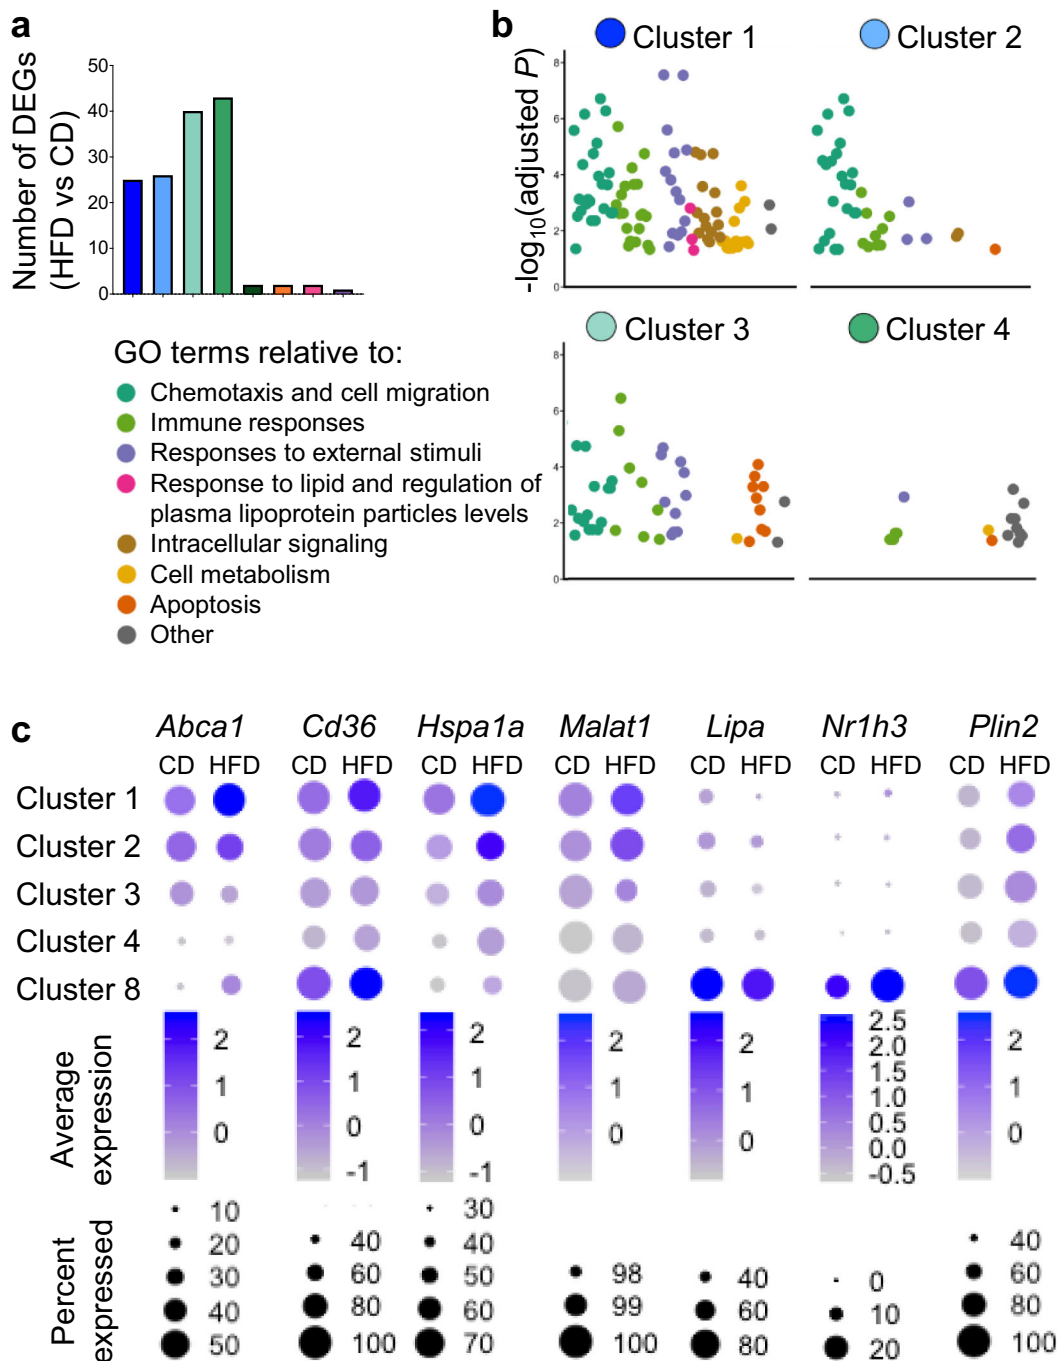 a
Number of DEGs
(HFD vs CD)
50
40
30
20
10
0
b
Cluster 1
Cluster 2
-log10(adjusted P)
8
6
4
2
0
Cluster 3
Cluster 4
8
6
4
2
0
GO terms relative to:
Chemotaxis and cell migration
Immune responses
Responses to external stimuli
Response to lipid and regulation of
plasma lipoprotein particles levels
Intracellular signaling
Cell metabolism
Apoptosis
Other
c
Abca1 Cd36 Hspa1a Malat1 Lipa Nr1h3 Plin2
CD HFD CD HFD CD HFD CD HFD CD HFD CD HFD CD HFD
Cluster 1
Cluster 2
Cluster 3
Cluster 4
Cluster 8
Average
expression
2
1
0
2
1
0
-1
2
1
0
-1
2
1
0
2
1
0
2.5
2.0
1.5
1.0
0.5
0.0
-0.5
2
1
0
Percent
expressed
10
20
30
40
50
40
60
80
100
30
40
50
60
70
98
99
100
40
60
80
0
10
20
40
60
80
100